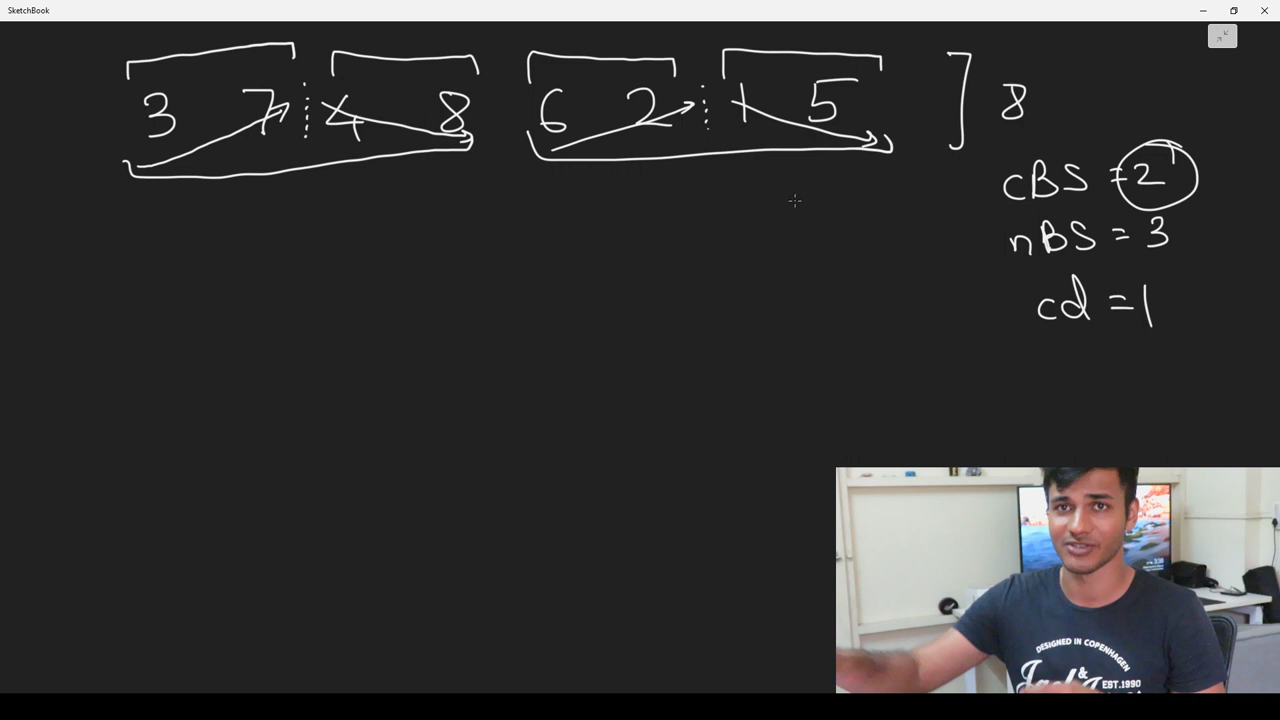 SketchBook
3 7 4 8 6 2 1 5 ] 8
cBS = 2
nBS = 3
cd = 1
DESIGNED IN COPENHAGEN
&
EST.1990